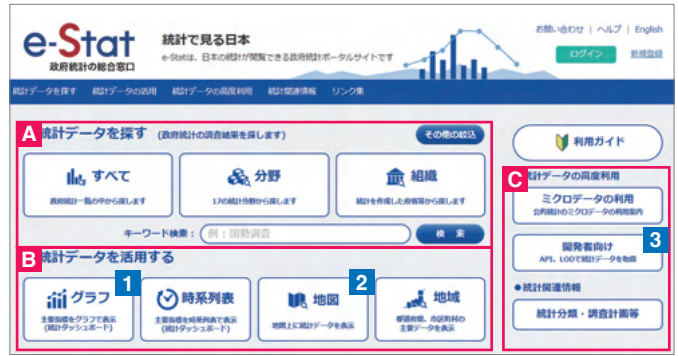 e-Stat
政府統計の総合窓口
統計で見る日本
e-Statは、日本の統計が閲覧できる政府統計ポータルサイトです
お問い合わせ | ヘルプ | English
ログイン 新規登録
統計データを探す 統計データの活用 統計データの高度利用 統計関連情報 リンク集
A 統計データを探す (政府統計の調査結果を探します) その他の絞込
すべて
政府統計一覧の中から探します
分野
17の統計分野から探します
組織
統計を作成した府省等から探します
キーワード検索: 例:国勢調査 検索
B 統計データを活用する
グラフ 1
主要指標をグラフで表示
(統計ダッシュボード)
時系列表
主要指標を時系列表で表示
(統計ダッシュボード)
地図 2
地図上に統計データを表示
地域
都道府県、市区町村の
主要データを表示
利用ガイド
C 統計データの高度利用
ミクロデータの利用
公的統計のミクロデータの利用案内
開発者向け 3
API、LODで統計データを取得
●統計関連情報
統計分類・調査計画等